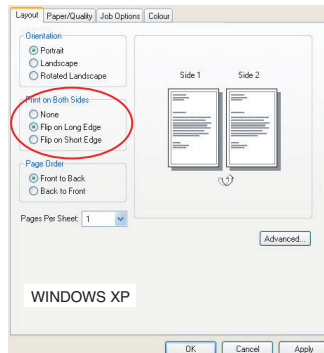 Layout Paper/Quality Job Options Colour
Orientation
Portrait
Landscape
Rotated Landscape
Print on Both Sides
None
Flip on Long Edge
Flip on Short Edge
Page Order
Front to Back
Back to Front
Pages Per Sheet: 1
Side 1 Side 2
Advanced...
WINDOWS XP
OK Cancel Apply